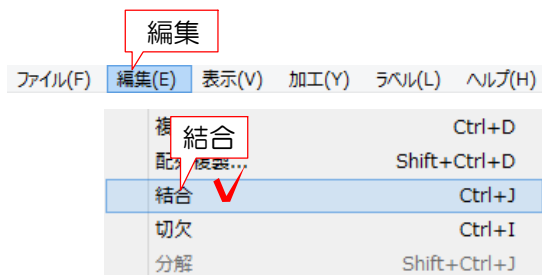 編集
ファイル(F) 編集(E) 表示(V) 加工(Y) ラベル(L) ヘルプ(H)
Ctrl+D
結合
Shift+Ctrl+D
結合 Ctrl+J
切欠 Ctrl+I
分解 Shift+Ctrl+J